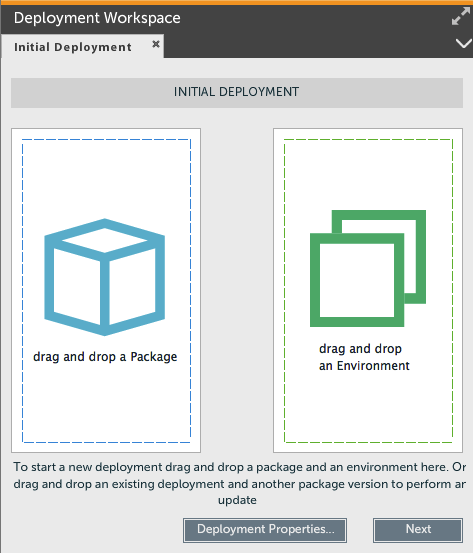 Deployment Workspace
Initial Deployment
INITIAL DEPLOYMENT
drag and drop a Package
drag and drop
an Environment
To start a new deployment drag and drop a package and an environment here. Or
drag and drop an existing deployment and another package version to perform an
update
Deployment Properties...
Next